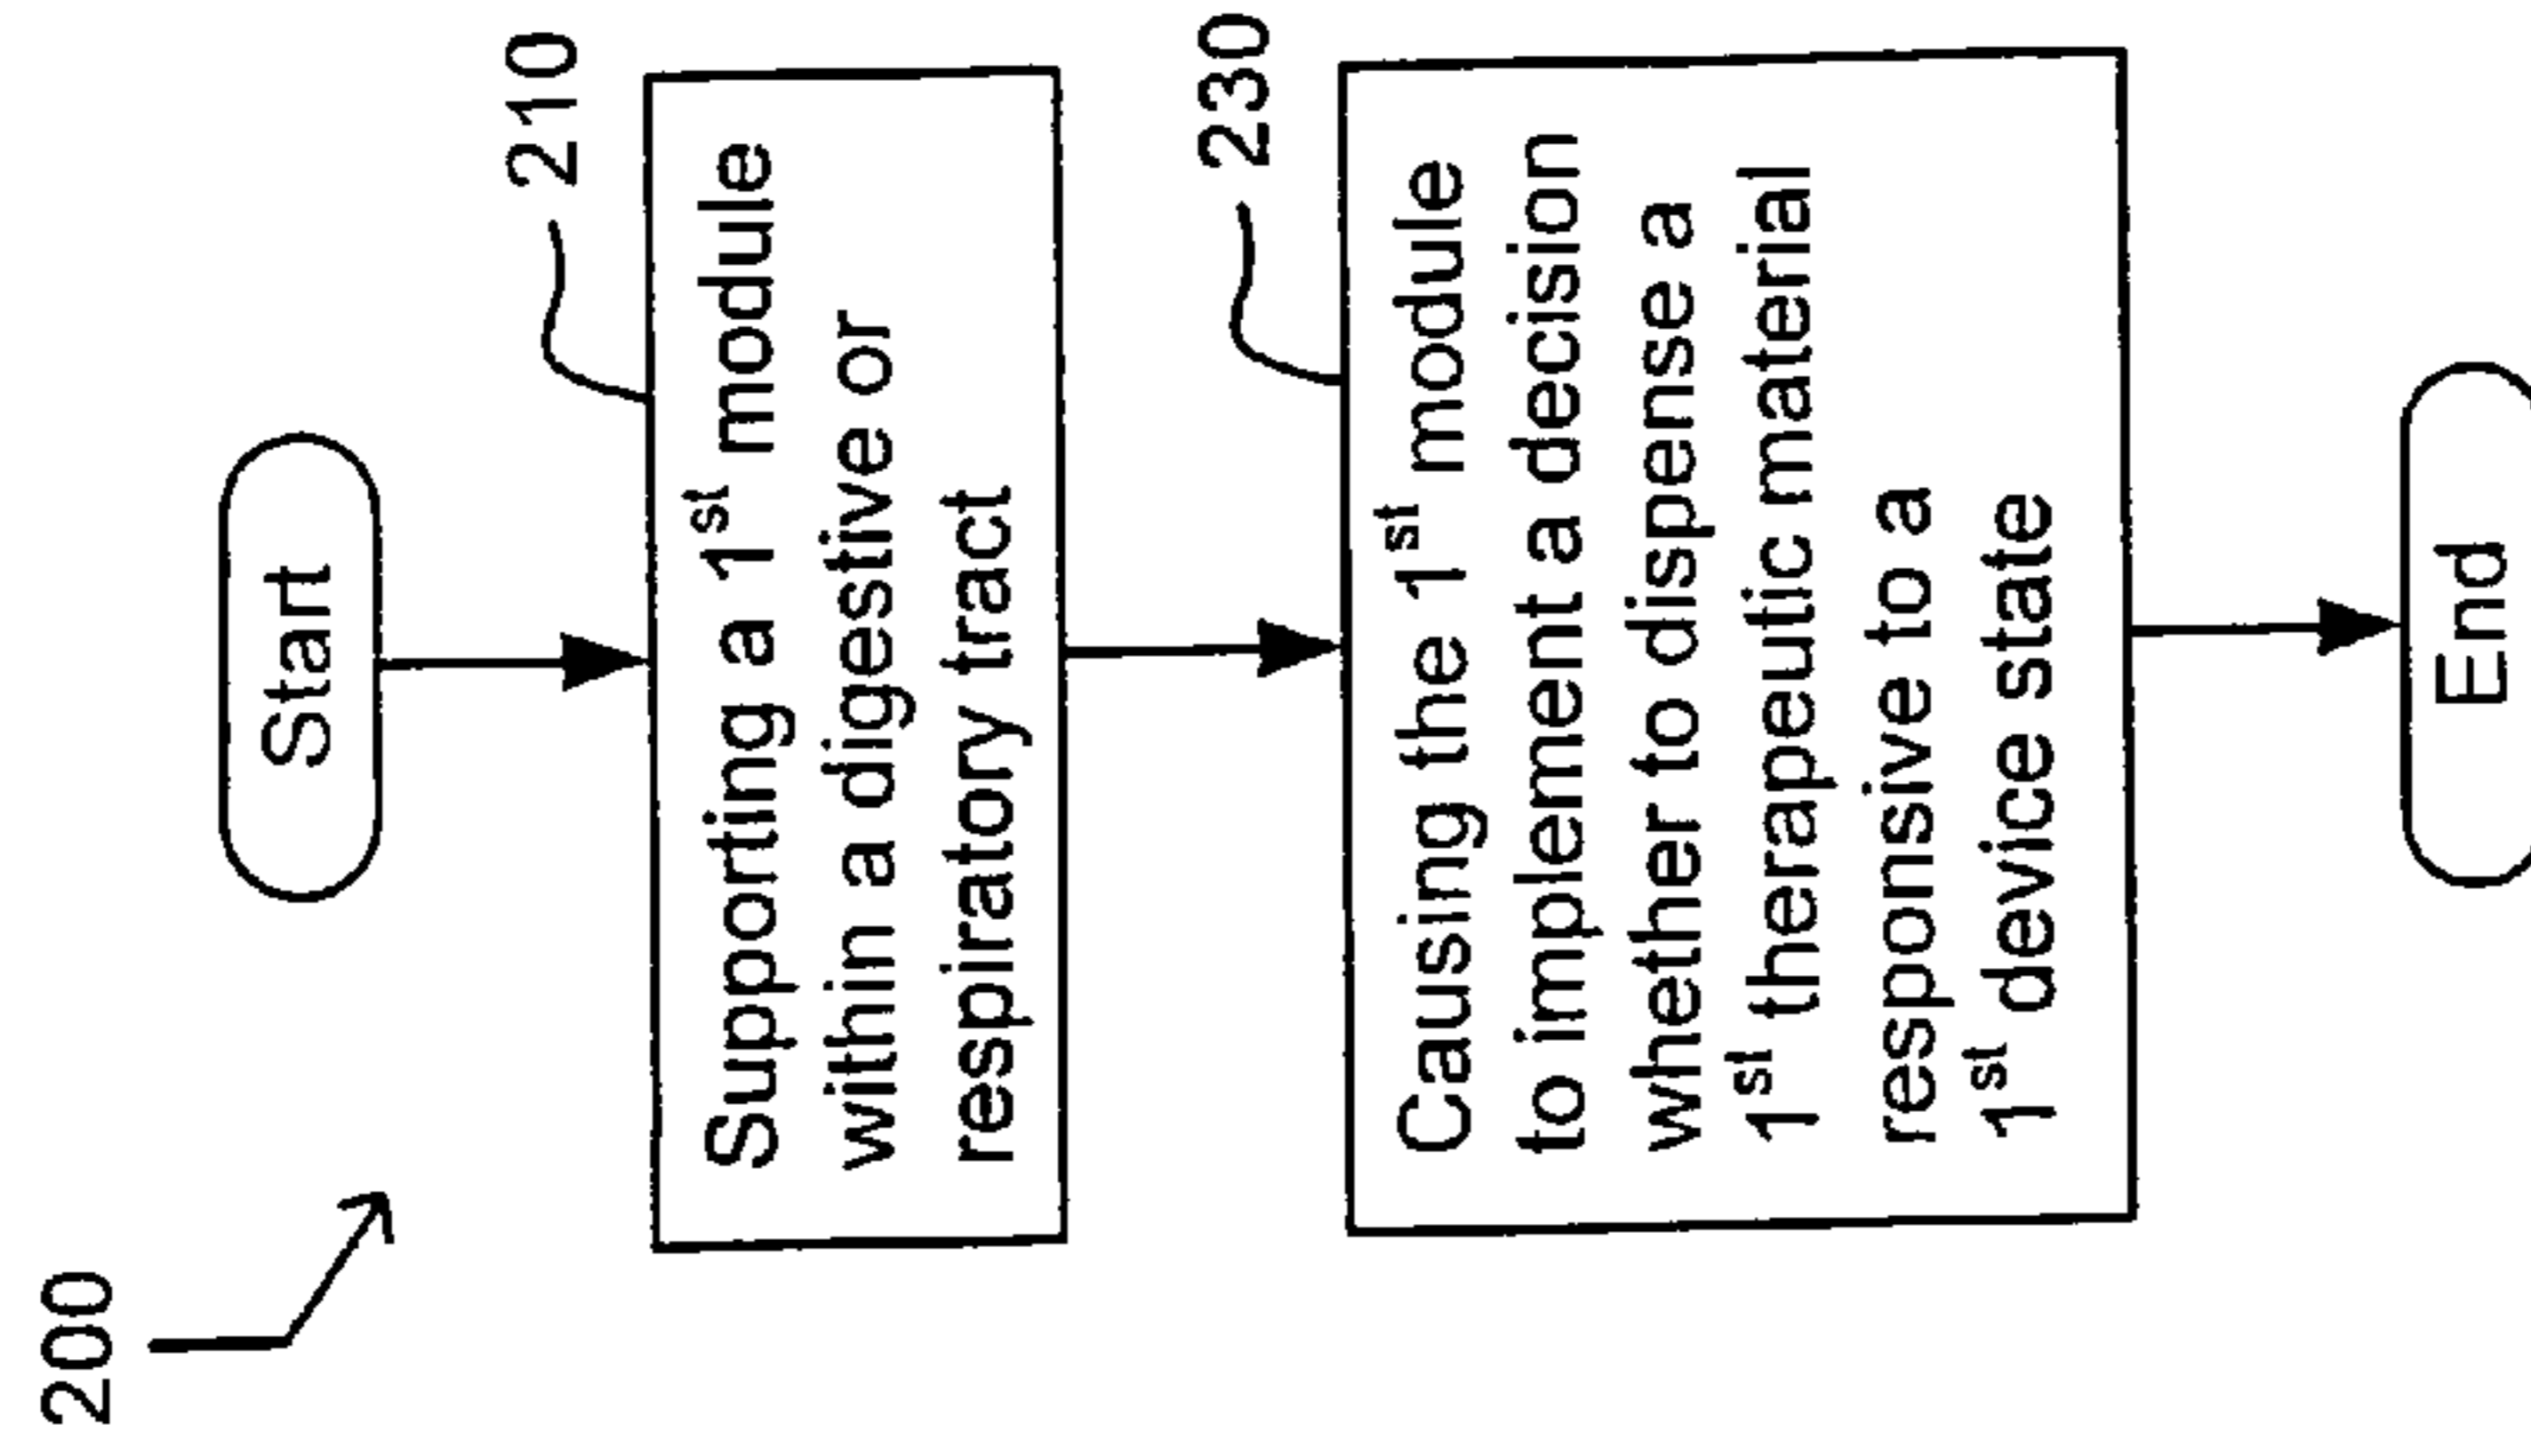 200
Start
210
Supporting a 1st module
within a digestive or
respiratory tract
230
Causing the 1st module
to implement a decision
whether to dispense a
1st therapeutic material
responsive to a
1st device state
End